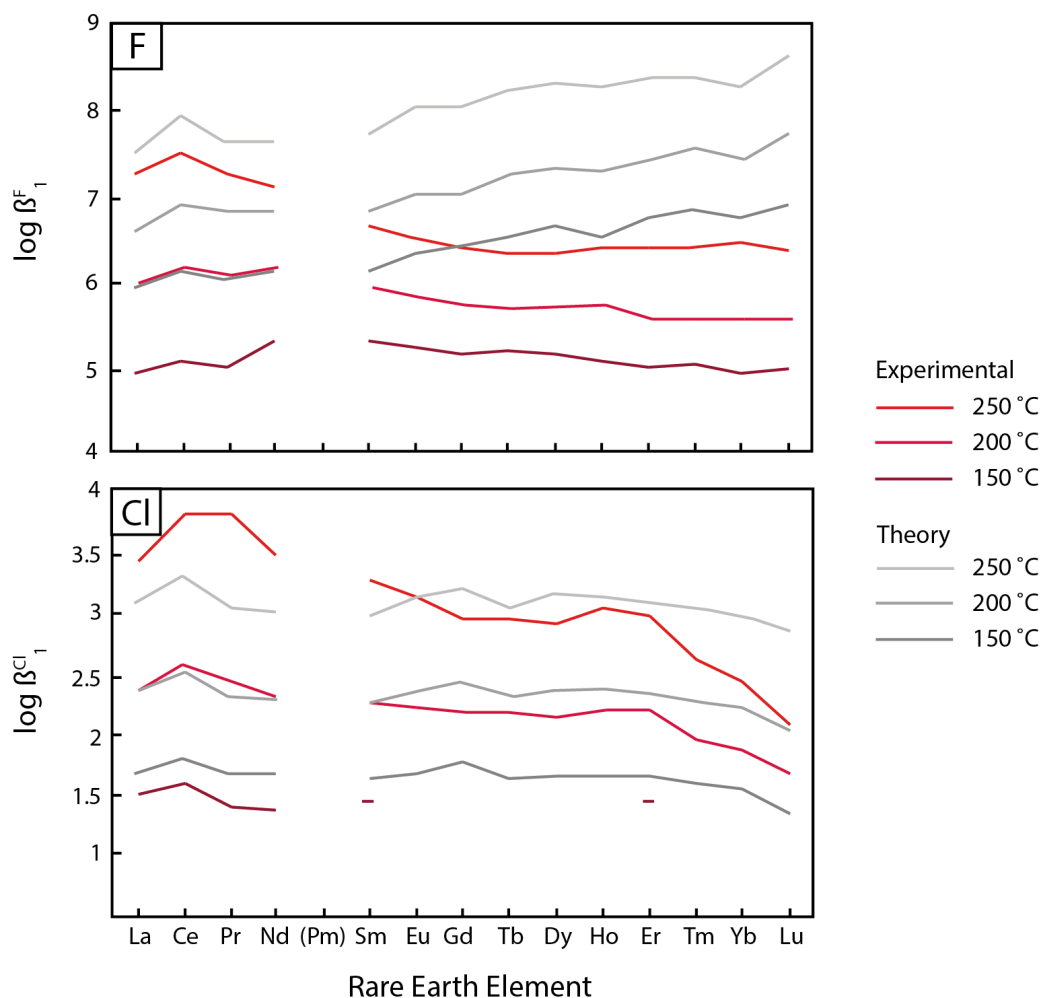 9
F
8
7
6
5
4
log ß^F_1
4
Cl
3.5
3
2.5
2
1.5
1
log ß^Cl_1
La Ce Pr Nd (Pm) Sm Eu Gd Tb Dy Ho Er Tm Yb Lu
Rare Earth Element
Experimental
250 ˚C
200 ˚C
150 ˚C
Theory
250 ˚C
200 ˚C
150 ˚C